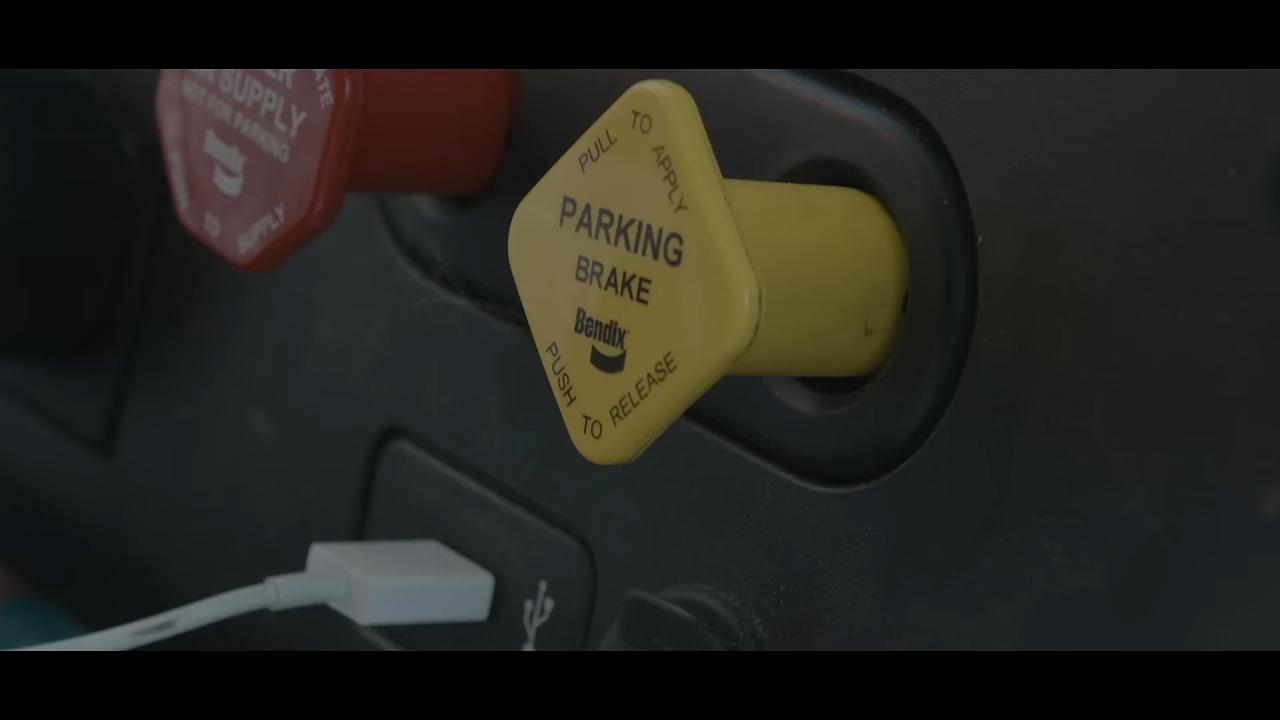 SUPPLY
NOT FOR PARKING
Bendix
TO SUPPLY
PULL TO APPLY
PARKING
BRAKE
Bendix
PUSH TO RELEASE